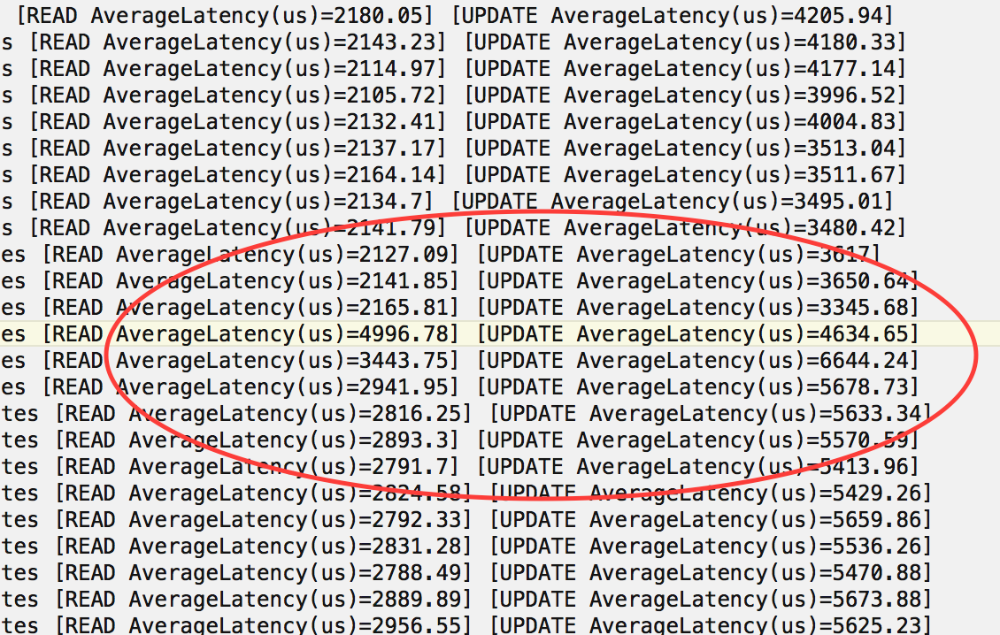 [READ AverageLatency(us)=2180.05] [UPDATE AverageLatency(us)=4205.94]
s [READ AverageLatency(us)=2143.23] [UPDATE AverageLatency(us)=4180.33]
s [READ AverageLatency(us)=2114.97] [UPDATE AverageLatency(us)=4177.14]
s [READ AverageLatency(us)=2105.72] [UPDATE AverageLatency(us)=3996.52]
s [READ AverageLatency(us)=2132.41] [UPDATE AverageLatency(us)=4004.83]
s [READ AverageLatency(us)=2137.17] [UPDATE AverageLatency(us)=3513.04]
s [READ AverageLatency(us)=2164.14] [UPDATE AverageLatency(us)=3511.67]
s [READ AverageLatency(us)=2134.7] [UPDATE AverageLatency(us)=3495.01]
s [READ AverageLatency(us)=2141.79] [UPDATE AverageLatency(us)=3480.42]
es [READ AverageLatency(us)=2127.09] [UPDATE AverageLatency(us)=3617]
es [READ AverageLatency(us)=2141.85] [UPDATE AverageLatency(us)=3650.64]
es [READ AverageLatency(us)=2165.81] [UPDATE AverageLatency(us)=3345.68]
es [READ AverageLatency(us)=4996.78] [UPDATE AverageLatency(us)=4634.65]
es [READ AverageLatency(us)=3443.75] [UPDATE AverageLatency(us)=6644.24]
es [READ AverageLatency(us)=2941.95] [UPDATE AverageLatency(us)=5678.73]
tes [READ AverageLatency(us)=2816.25] [UPDATE AverageLatency(us)=5633.34]
tes [READ AverageLatency(us)=2893.3] [UPDATE AverageLatency(us)=5570.59]
tes [READ AverageLatency(us)=2791.7] [UPDATE AverageLatency(us)=5413.96]
tes [READ AverageLatency(us)=2824.58] [UPDATE AverageLatency(us)=5429.26]
tes [READ AverageLatency(us)=2792.33] [UPDATE AverageLatency(us)=5659.86]
tes [READ AverageLatency(us)=2831.28] [UPDATE AverageLatency(us)=5536.26]
tes [READ AverageLatency(us)=2788.49] [UPDATE AverageLatency(us)=5470.88]
tes [READ AverageLatency(us)=2889.89] [UPDATE AverageLatency(us)=5673.88]
tes [READ AverageLatency(us)=2956.55] [UPDATE AverageLatency(us)=5625.23]